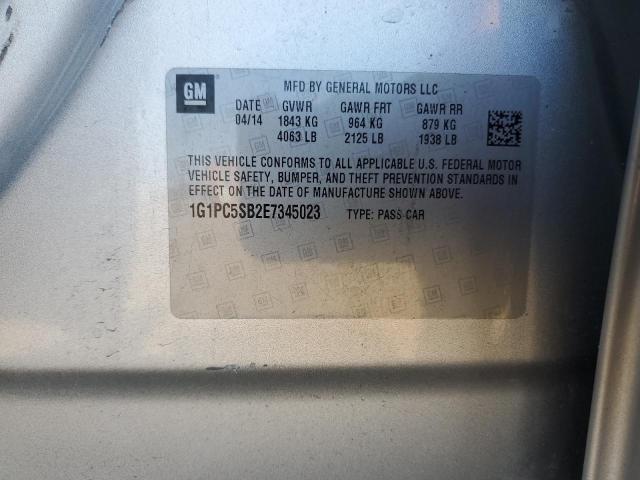 GM
MFD BY GENERAL MOTORS LLC
DATE GVWR GAWR FRT GAWR RR
04/14 1843 KG 964 KG 879 KG
4063 LB 2125 LB 1938 LB
THIS VEHICLE CONFORMS TO ALL APPLICABLE U.S. FEDERAL MOTOR
VEHICLE SAFETY, BUMPER, AND THEFT PREVENTION STANDARDS IN
EFFECT ON THE DATE OF MANUFACTURE SHOWN ABOVE.
1G1PC5SB2E7345023 TYPE: PASS CAR